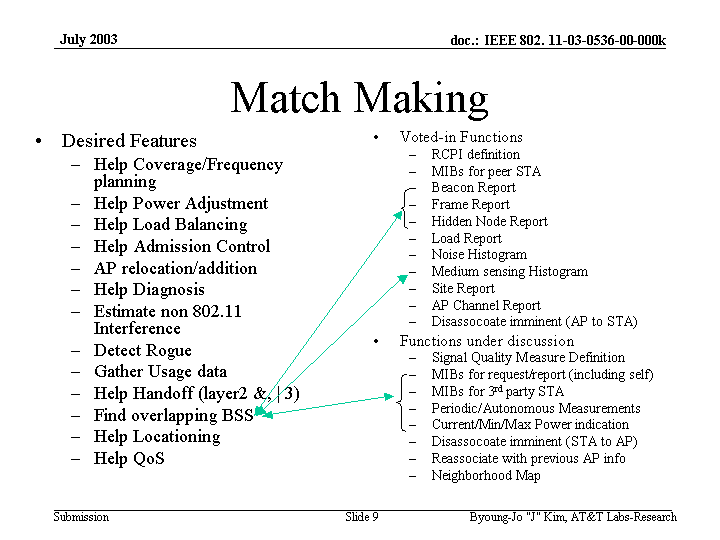 July 2003
doc.: IEEE 802. 11-03-0536-00-000k
Match Making
• Desired Features
– Help Coverage/Frequency
planning
– Help Power Adjustment
– Help Load Balancing
– Help Admission Control
– AP relocation/addition
– Help Diagnosis
– Estimate non 802.11
Interference
– Detect Rogue
– Gather Usage data
– Help Handoff (layer2 &, | 3)
– Find overlapping BSS
– Help Locationing
– Help QoS
• Voted-in Functions
– RCPI definition
– MIBs for peer STA
– Beacon Report
– Frame Report
– Hidden Node Report
– Load Report
– Noise Histogram
– Medium sensing Histogram
– Site Report
– AP Channel Report
– Disassocoate imminent (AP to STA)
• Functions under discussion
– Signal Quality Measure Definition
– MIBs for request/report (including self)
– MIBs for 3rd party STA
– Periodic/Autonomous Measurements
– Current/Min/Max Power indication
– Disassocoate imminent (STA to AP)
– Reassociate with previous AP info
– Neighborhood Map
Submission
Slide 9
Byoung-Jo "J" Kim, AT&T Labs-Research